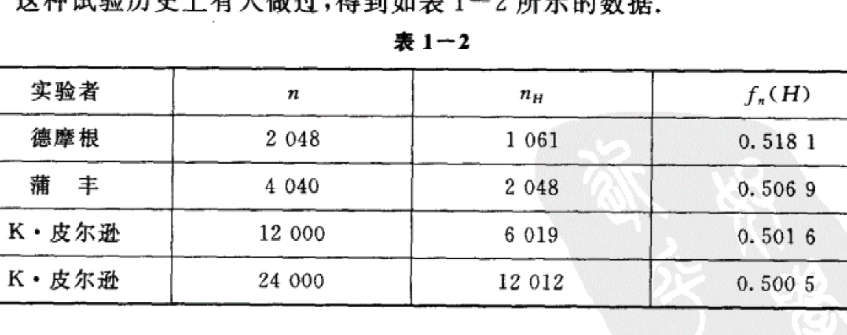 这种试验历史上有人做过,得到如表1-2所示的数据.
表 1-2
实验者 n n_H f_n(H)
德摩根 2 048 1 061 0.518 1
蒲 丰 4 040 2 048 0.506 9
K·皮尔逊 12 000 6 019 0.501 6
K·皮尔逊 24 000 12 012 0.500 5